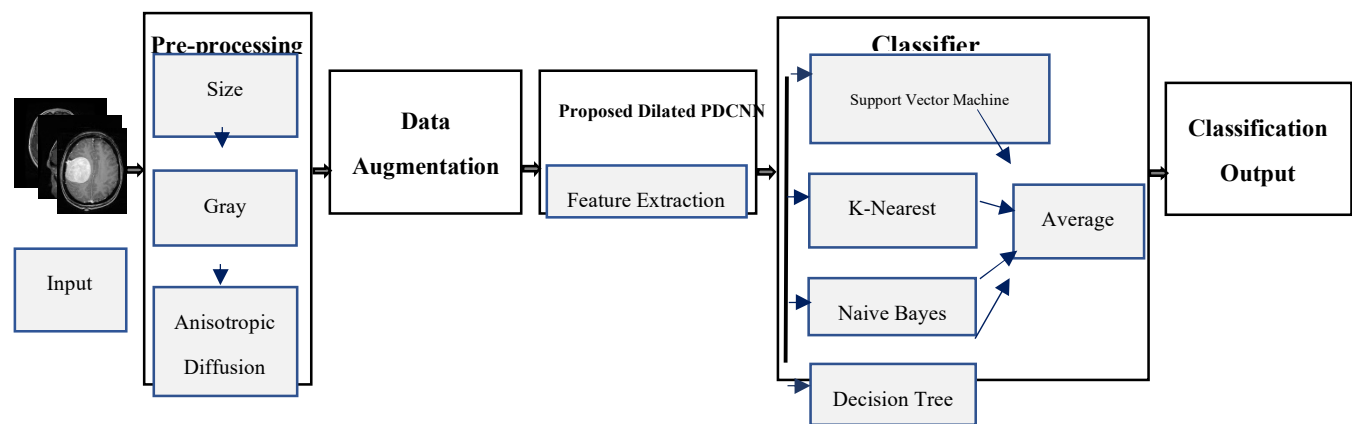 Input
Pre-processing
Size
Gray
Anisotropic
Diffusion
Data
Augmentation
Proposed Dilated PDCNN
Feature Extraction
Classifier
Support Vector Machine
K-Nearest
Naive Bayes
Decision Tree
Average
Classification
Output